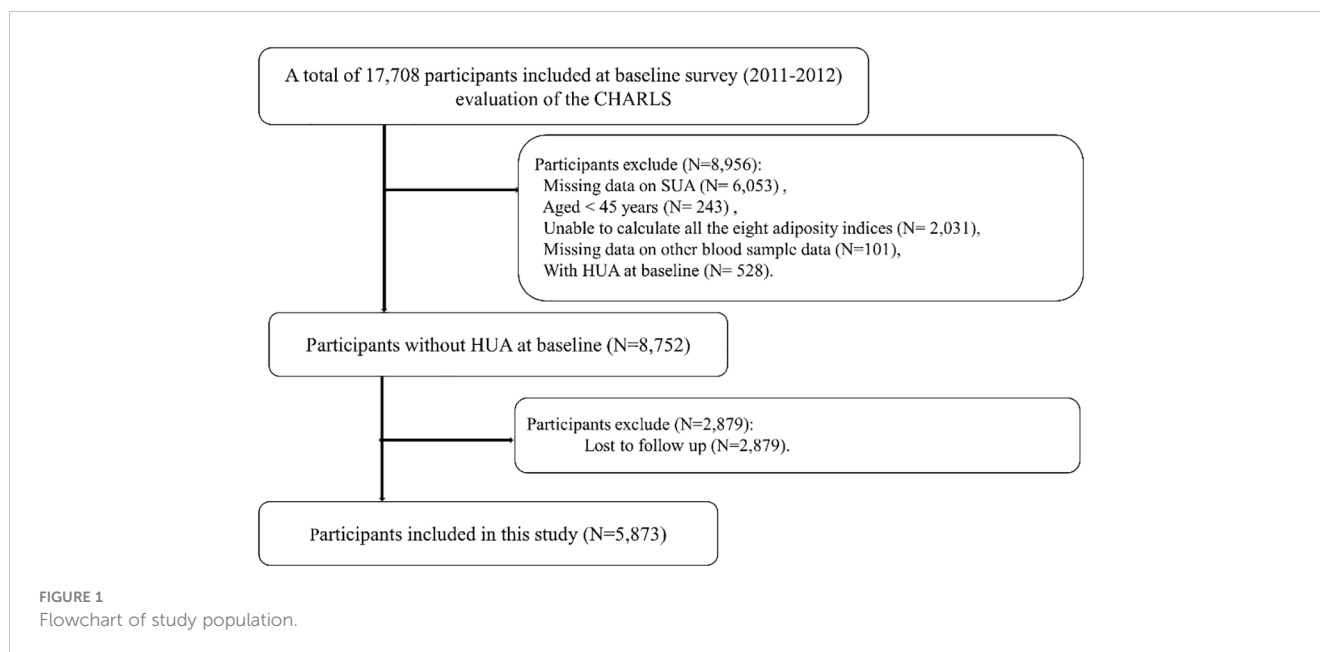 A total of 17,708 participants included at baseline survey (2011-2012)
evaluation of the CHARLS
Participants exclude (N=8,956):
Missing data on SUA (N= 6,053) ,
Aged < 45 years (N= 243) ,
Unable to calculate all the eight adiposity indices (N= 2,031),
Missing data on other blood sample data (N=101),
With HUA at baseline (N= 528).
Participants without HUA at baseline (N=8,752)
Participants exclude (N=2,879):
Lost to follow up (N=2,879).
Participants included in this study (N=5,873)
FIGURE 1
Flowchart of study population.